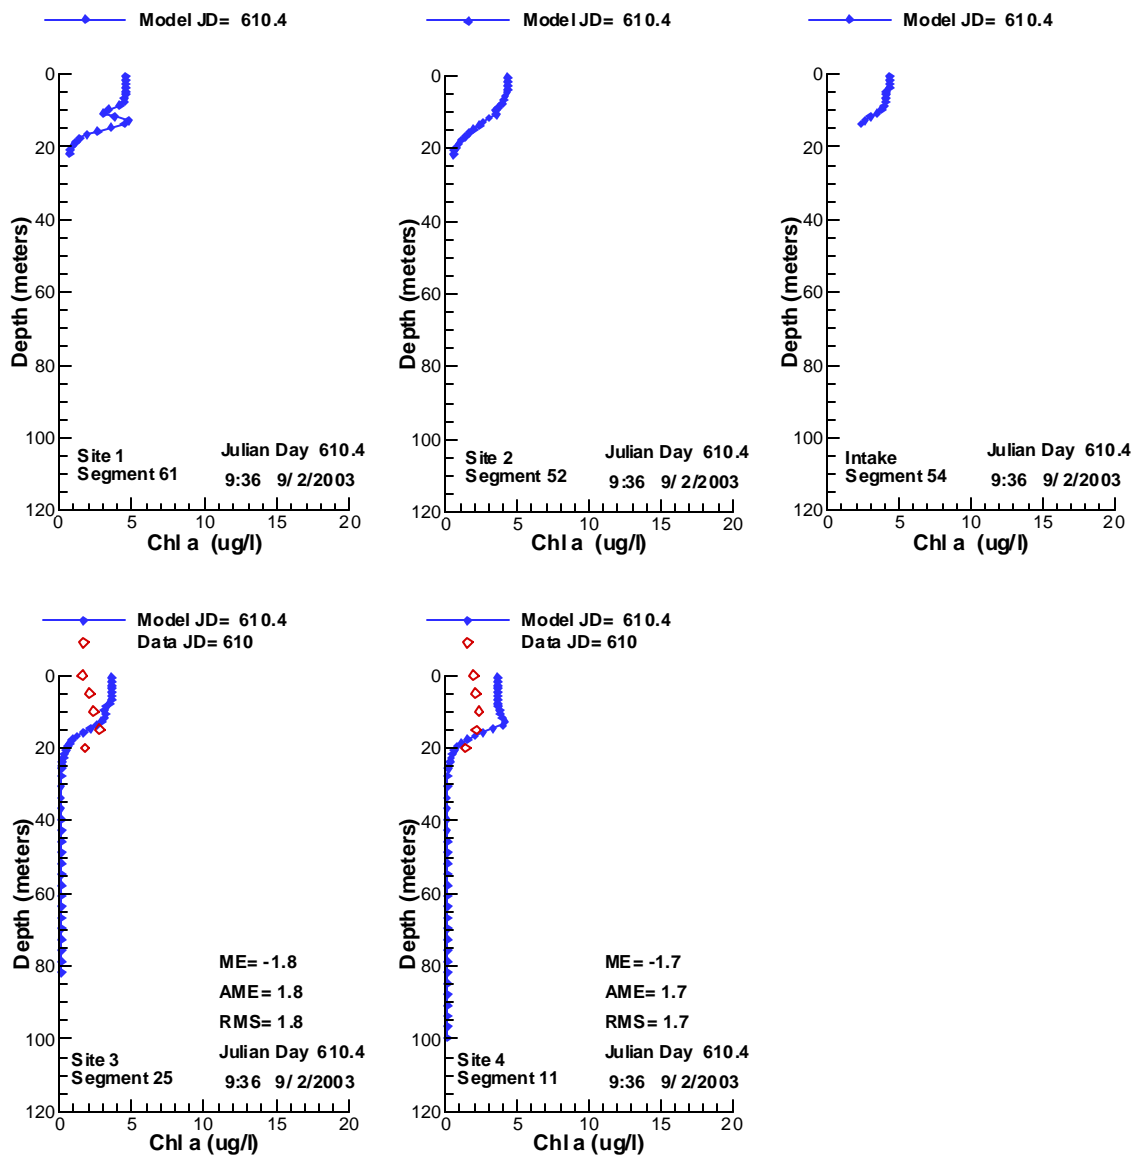 Model JD= 610.4
0
20
40
60
80
100
120
Depth (meters)
Site 1
Segment 61
Julian Day 610.4
9:36 9/2/2003
0 5 10 15 20
Chl a (ug/l)
Model JD= 610.4
0
20
40
60
80
100
120
Depth (meters)
Site 2
Segment 52
Julian Day 610.4
9:36 9/2/2003
0 5 10 15 20
Chl a (ug/l)
Model JD= 610.4
0
20
40
60
80
100
120
Depth (meters)
Intake
Segment 54
Julian Day 610.4
9:36 9/2/2003
0 5 10 15 20
Chl a (ug/l)
Model JD= 610.4
Data JD= 610
0
20
40
60
80
100
120
Depth (meters)
ME= -1.8
AME= 1.8
RMS= 1.8
Site 3
Segment 25
Julian Day 610.4
9:36 9/2/2003
0 5 10 15 20
Chl a (ug/l)
Model JD= 610.4
Data JD= 610
0
20
40
60
80
100
120
Depth (meters)
ME= -1.7
AME= 1.7
RMS= 1.7
Site 4
Segment 11
Julian Day 610.4
9:36 9/2/2003
0 5 10 15 20
Chl a (ug/l)